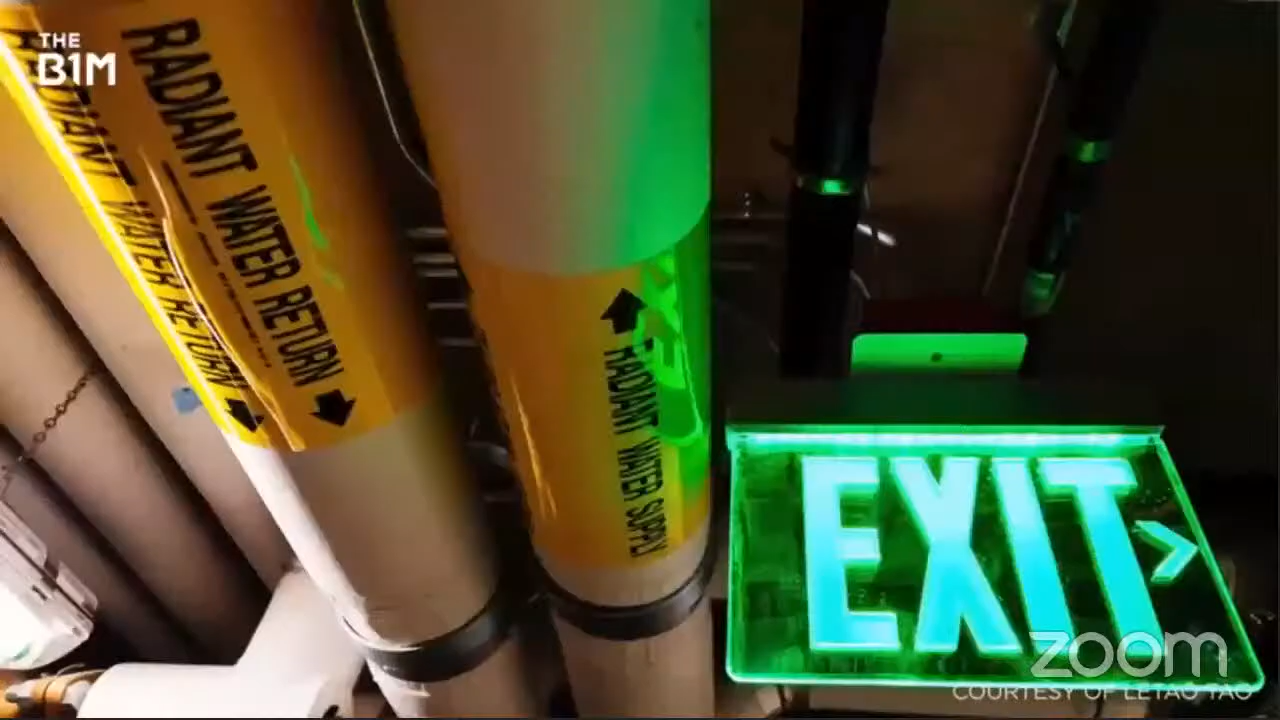 THE
B1M
RADIANT WATER RETURN
RADIANT WATER RETURN
RADIANT WATER SUPPLY
EXIT
zoom
COURTESY OF LETAO TAO